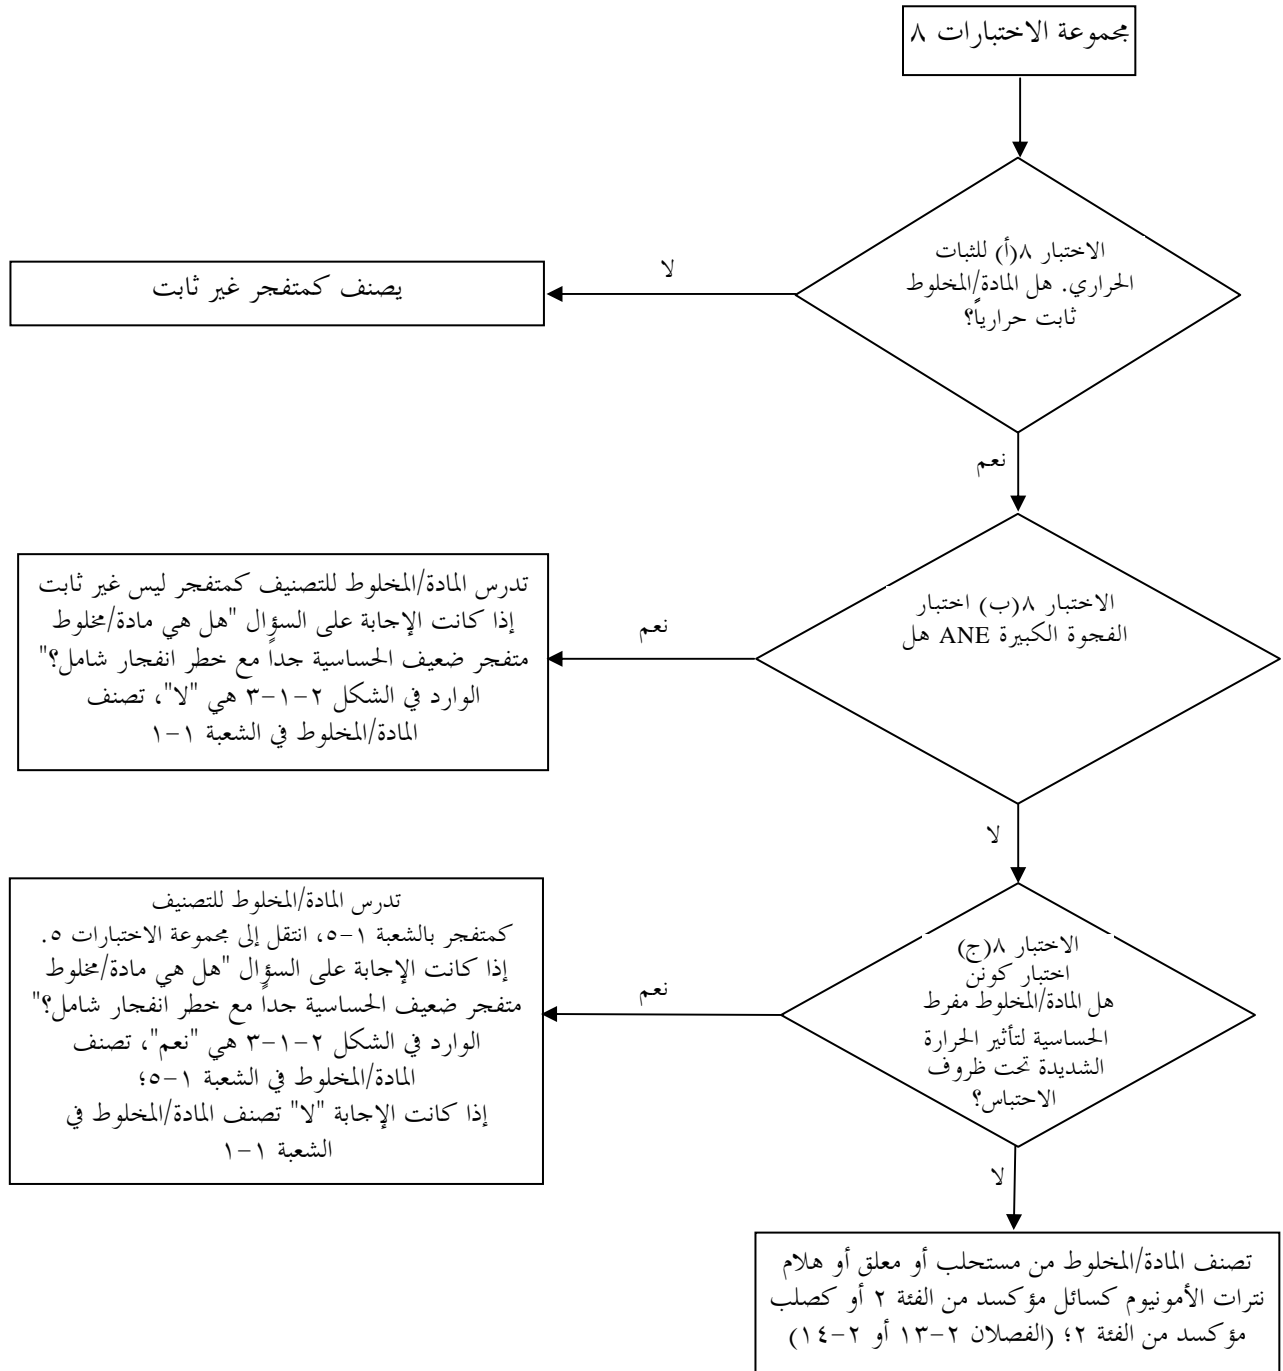 مجموعة الاختبارات ٨
الاختبار ٨(أ) للثبات
الحراري. هل المادة/المخلوط
ثابت حرارياً؟
لا
يصنف كمتفجر غير ثابت
نعم
الاختبار ٨(ب) اختبار
الفجوة الكبيرة ANE هل
نعم
تدرس المادة/المخلوط للتصنيف كمتفجر ليس غير ثابت
إذا كانت الإجابة على السؤال "هل هي مادة/مخلوط
متفجر ضعيف الحساسية جداً مع خطر انفجار شامل؟"
الوارد في الشكل ٢-١-٣ هي "لا"، تصنف
المادة/المخلوط في الشعبة ١-١
لا
الاختبار ٨(ج)
اختبار كونن
هل المادة/المخلوط مفرط
الحساسية لتأثير الحرارة
الشديدة تحت ظروف
الاحتباس؟
نعم
تدرس المادة/المخلوط للتصنيف
كمتفجر بالشعبة ١-٥، انتقل إلى مجموعة الاختبارات ٥.
إذا كانت الإجابة على السؤال "هل هي مادة/مخلوط
متفجر ضعيف الحساسية جداً مع خطر انفجار شامل؟"
الوارد في الشكل ٢-١-٣ هي "نعم"، تصنف
المادة/المخلوط في الشعبة ١-٥؛
إذا كانت الإجابة "لا" تصنف المادة/المخلوط في
الشعبة ١-١
لا
تصنف المادة/المخلوط من مستحلب أو معلق أو هلام
نترات الأمونيوم كسائل مؤكسد من الفئة ٢ أو كصلب
مؤكسد من الفئة ٢؛ (الفصلان ٢-١٣ أو ٢-١٤)